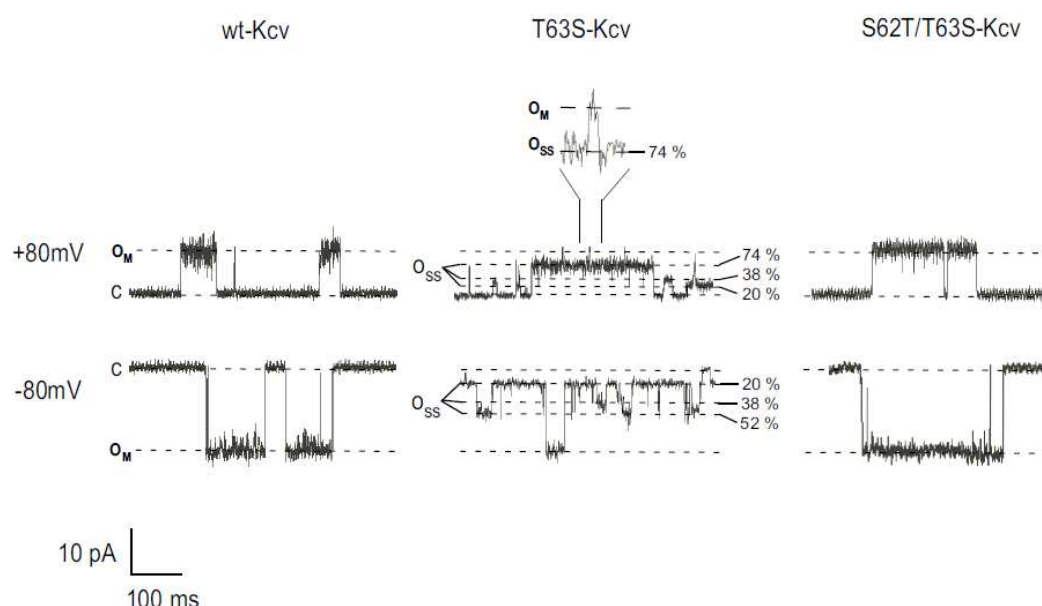 wt-Kcv
T63S-Kcv
S62T/T63S-Kcv
OM
OSS
74 %
+80mV
OM
C
OSS
74 %
38 %
20 %
-80mV
C
OM
OSS
20 %
38 %
52 %
10 pA
100 ms